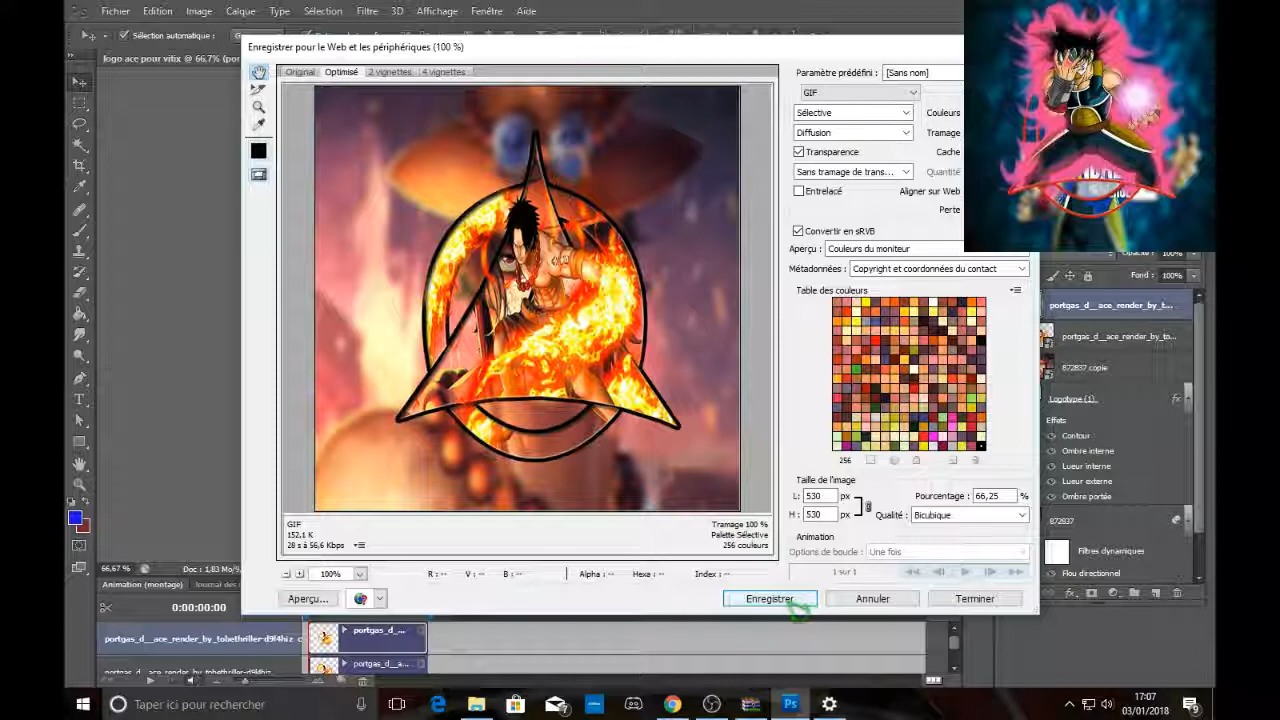 Fichier Edition Image Calque Type Sélection Filtre 3D Affichage Fenêtre Aide
Sélection automatique :
logo ace pour vitix @ 66,7% (por
Enregistrer pour le Web et les périphériques (100 %)
Original Optimisé 2 vignettes 4 vignettes
Paramètre prédéfini : [Sans nom]
GIF
Sélective Couleurs
Diffusion Tramage
Transparence Cache
Sans tramage de trans... Quantité
Entrelacé Aligner sur Web
Perte
Convertir en sRVB
Aperçu : Couleurs du moniteur
Métadonnées : Copyright et coordonnées du contact
Table des couleurs
256
Taille de l'image
L: 530 px Pourcentage : 66,25 %
H: 530 px Qualité : Bicubique
Animation
Options de boucle : Une fois
1 sur 1
GIF
152,1 K
28 s à 56,6 Kbps
Tramage 100 %
Palette Sélective
256 couleurs
100% R : -- V : -- B : -- Alpha : -- Hexa : -- Index : --
Aperçu... Enregistrer Annuler Terminer
100%
Fond : 100%
portgas_d__ace_render_by_t...
portgas_d__ace_render_by_to...
872837 copie
Logotype (1) fx
Effets
Contour
Ombre interne
Lueur interne
Lueur externe
Ombre portée
872837
Filtres dynamiques
Flou directionnel
66,67 % Doc : 1,83 Mo/9,
Animation (montage) Journal des
0:00:00:00
portgas_d__ace_render_by_tobethriller-d9f4hiz c
portgas_d_...
portgas_d__a...
Taper ici pour rechercher
Ps
17:07
03/01/2018